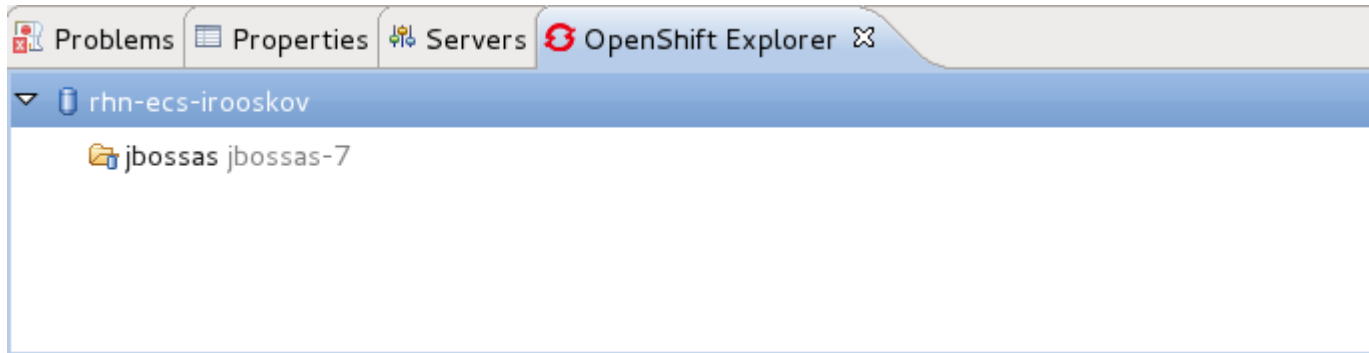 Problems Properties Servers OpenShift Explorer
rhn-ecs-irooskov
jbossas jbossas-7